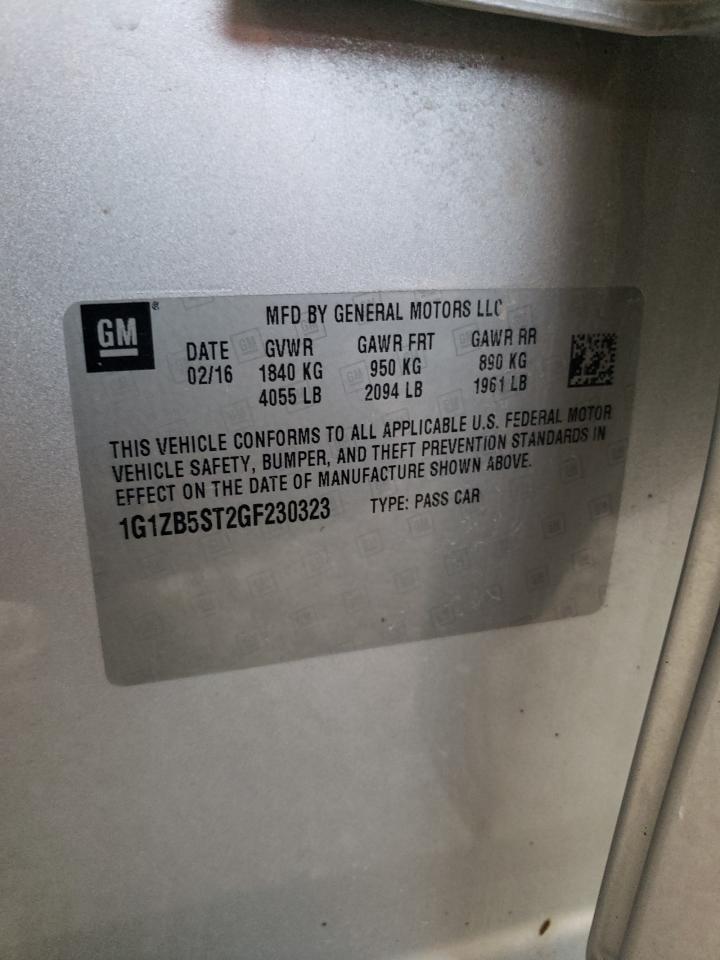 GM
MFD BY GENERAL MOTORS LLC
DATE GVWR GAWR FRT GAWR RR
02/16 1840 KG 950 KG 890 KG
4055 LB 2094 LB 1961 LB
THIS VEHICLE CONFORMS TO ALL APPLICABLE U.S. FEDERAL MOTOR
VEHICLE SAFETY, BUMPER, AND THEFT PREVENTION STANDARDS IN
EFFECT ON THE DATE OF MANUFACTURE SHOWN ABOVE.
1G1ZB5ST2GF230323 TYPE: PASS CAR